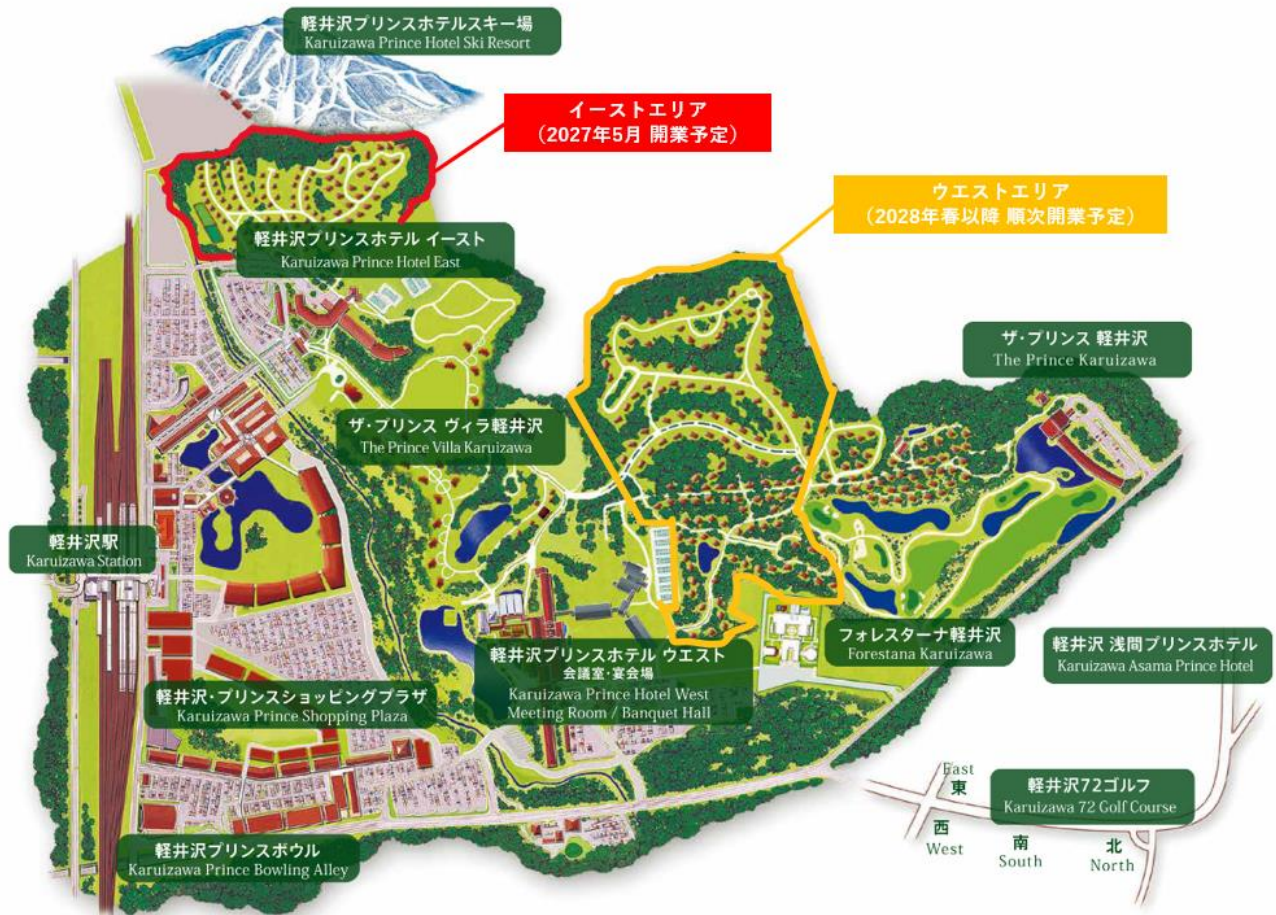 軽井沢プリンスホテルスキー場
Karuizawa Prince Hotel Ski Resort
イーストエリア
（2027年5月 開業予定）
ウエストエリア
（2028年春以降 順次開業予定）
軽井沢プリンスホテル イースト
Karuizawa Prince Hotel East
ザ・プリンス 軽井沢
The Prince Karuizawa
ザ・プリンス ヴィラ軽井沢
The Prince Villa Karuizawa
軽井沢駅
Karuizawa Station
フォレスターナ軽井沢
Forestana Karuizawa
軽井沢 浅間プリンスホテル
Karuizawa Asama Prince Hotel
軽井沢プリンスホテル ウエスト
会議室・宴会場
Karuizawa Prince Hotel West
Meeting Room / Banquet Hall
軽井沢・プリンスショッピングプラザ
Karuizawa Prince Shopping Plaza
軽井沢72ゴルフ
Karuizawa 72 Golf Course
East
東
西
West
南
South
北
North
軽井沢プリンスボウル
Karuizawa Prince Bowling Alley